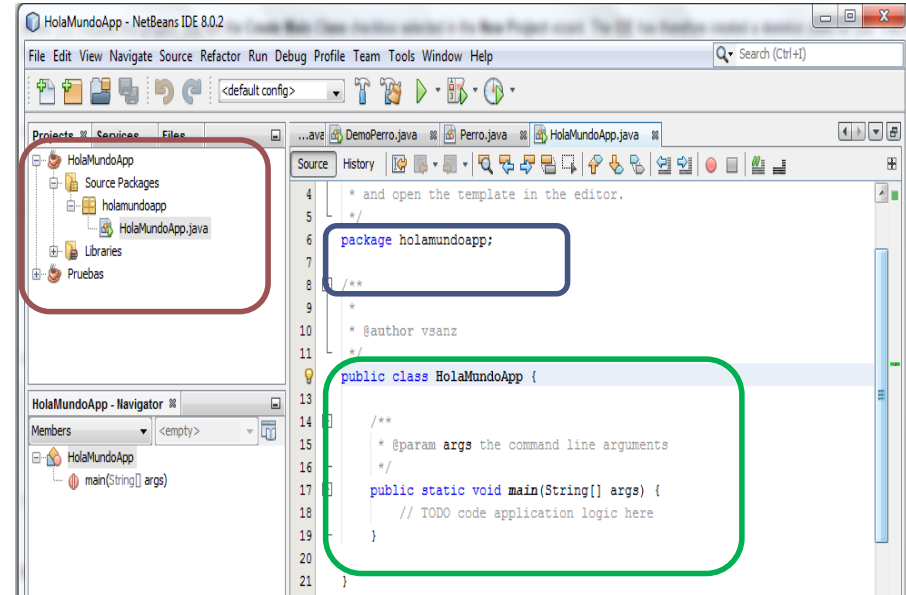 HolaMundoApp - NetBeans IDE 8.0.2
File Edit View Navigate Source Refactor Run Debug Profile Team Tools Window Help
Search (Ctrl+I)
<default config>
Projects Services Files
HolaMundoApp
Source Packages
holamundoapp
HolaMundoApp.java
Libraries
Pruebas
HolaMundoApp - Navigator
Members <empty>
HolaMundoApp
main(String[] args)
...ava DemoPerro.java Perro.java HolaMundoApp.java
Source History
4 * and open the template in the editor.
5 */
6 package holamundoapp;
7
8 /**
9 *
10 * @author vsanz
11 */
public class HolaMundoApp {
13
14 /**
15 * @param args the command line arguments
16 */
17 public static void main(String[] args) {
18 // TODO code application logic here
19 }
20
21 }